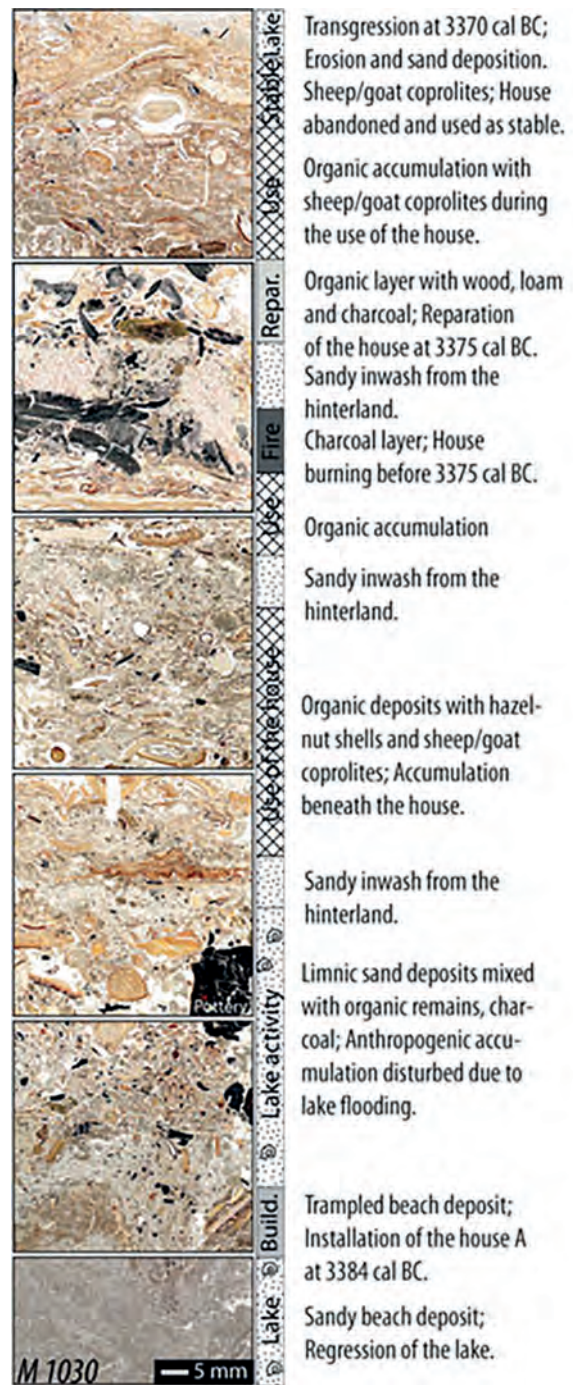 Transgression at 3370 cal BC;
Erosion and sand deposition.
Sheep/goat coprolites; House
abandoned and used as stable.
Organic accumulation with
sheep/goat coprolites during
the use of the house.
Organic layer with wood, loam
and charcoal; Reparation
of the house at 3375 cal BC.
Sandy inwash from the
hinterland.
Charcoal layer; House
burning before 3375 cal BC.
Organic accumulation
Sandy inwash from the
hinterland.
Organic deposits with hazel-
nut shells and sheep/goat
coprolites; Accumulation
beneath the house.
Sandy inwash from the
hinterland.
Limnic sand deposits mixed
with organic remains, char-
coal; Anthropogenic accu-
mulation disturbed due to
lake flooding.
Trampled beach deposit;
Installation of the house A
at 3384 cal BC.
Sandy beach deposit;
Regression of the lake.
Lake
Stable
Use
Repar.
Fire
Use
Use of the house
Lake activity
Build.
Lake
Pottery
M 1030
5 mm